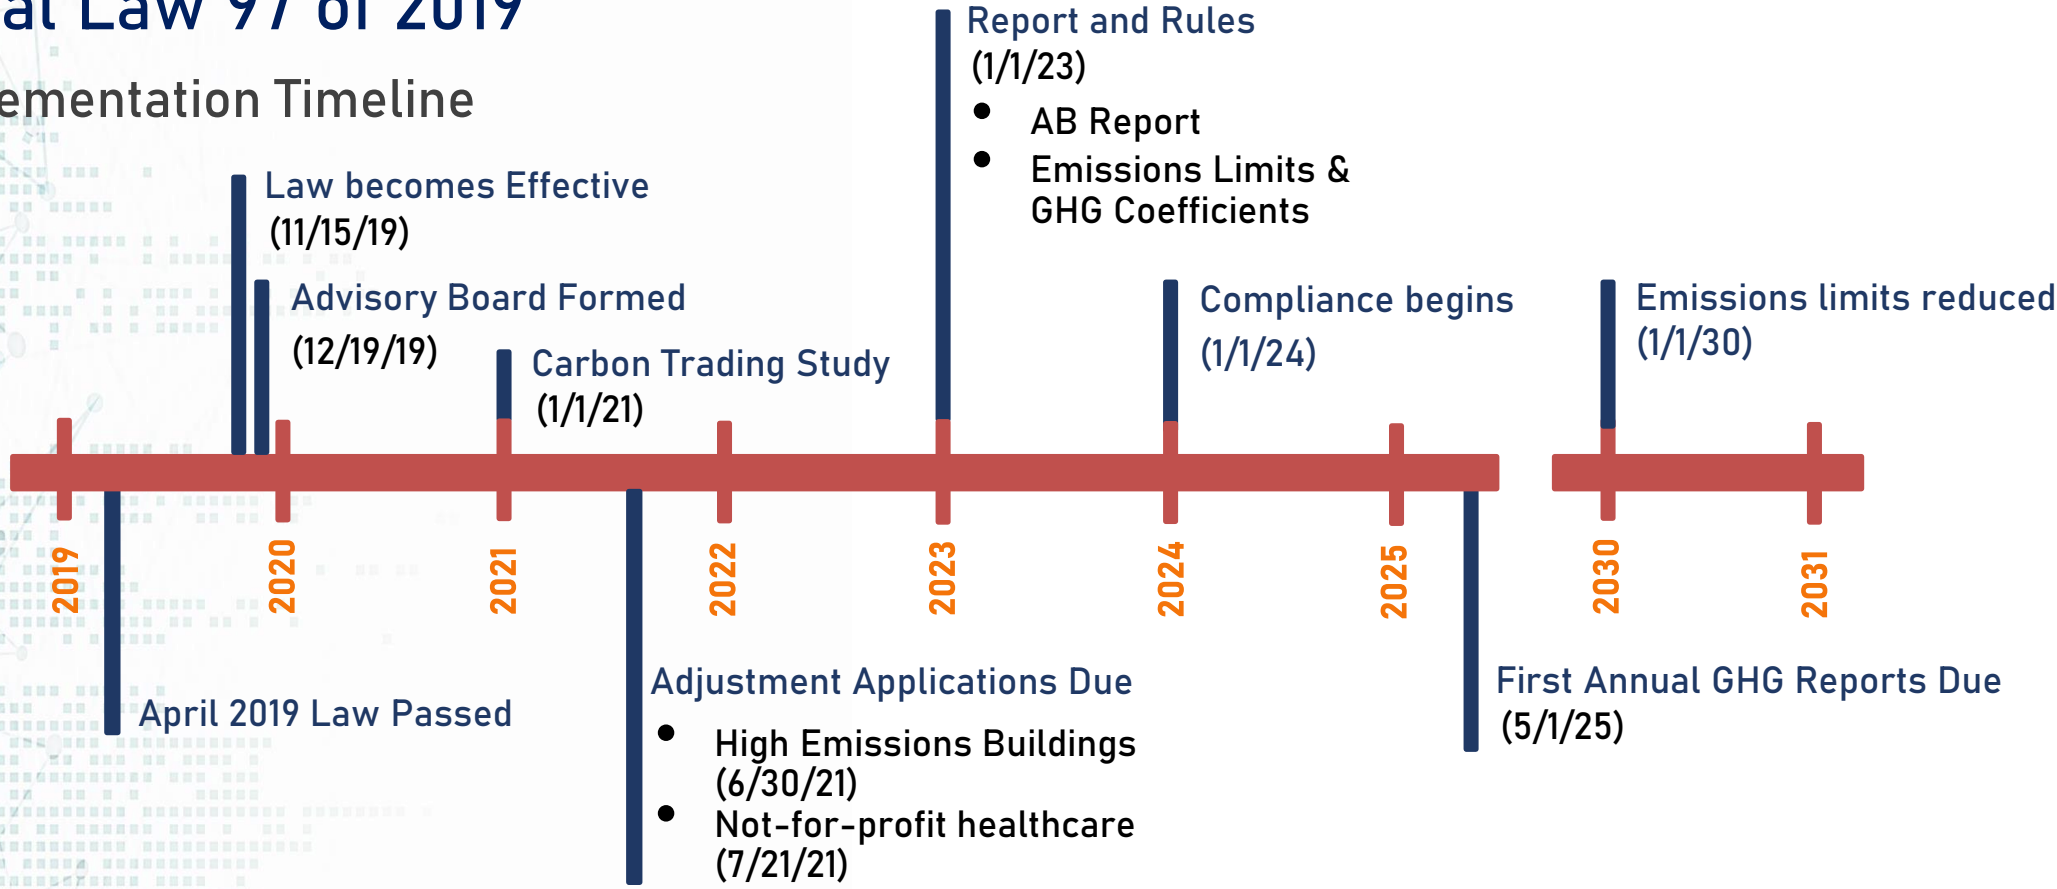 al Law 97 of 2019
ementation Timeline
Report and Rules
(1/1/23)
• AB Report
• Emissions Limits &
GHG Coefficients
Law becomes Effective
(11/15/19)
Advisory Board Formed
(12/19/19)
Carbon Trading Study
(1/1/21)
Compliance begins
(1/1/24)
Emissions limits reduced
(1/1/30)
2019
2020
2021
2022
2023
2024
2025
2030
2031
April 2019 Law Passed
Adjustment Applications Due
• High Emissions Buildings
(6/30/21)
• Not-for-profit healthcare
(7/21/21)
First Annual GHG Reports Due
(5/1/25)